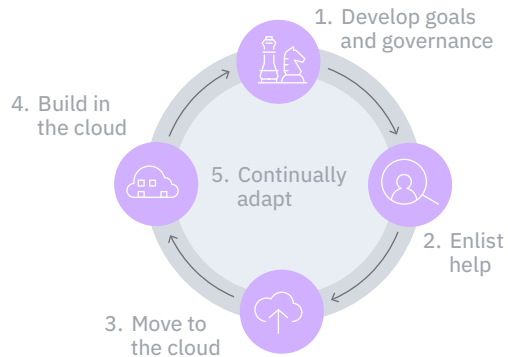 1. Develop goals
and governance
2. Enlist
help
3. Move to
the cloud
4. Build in
the cloud
5. Continually
adapt